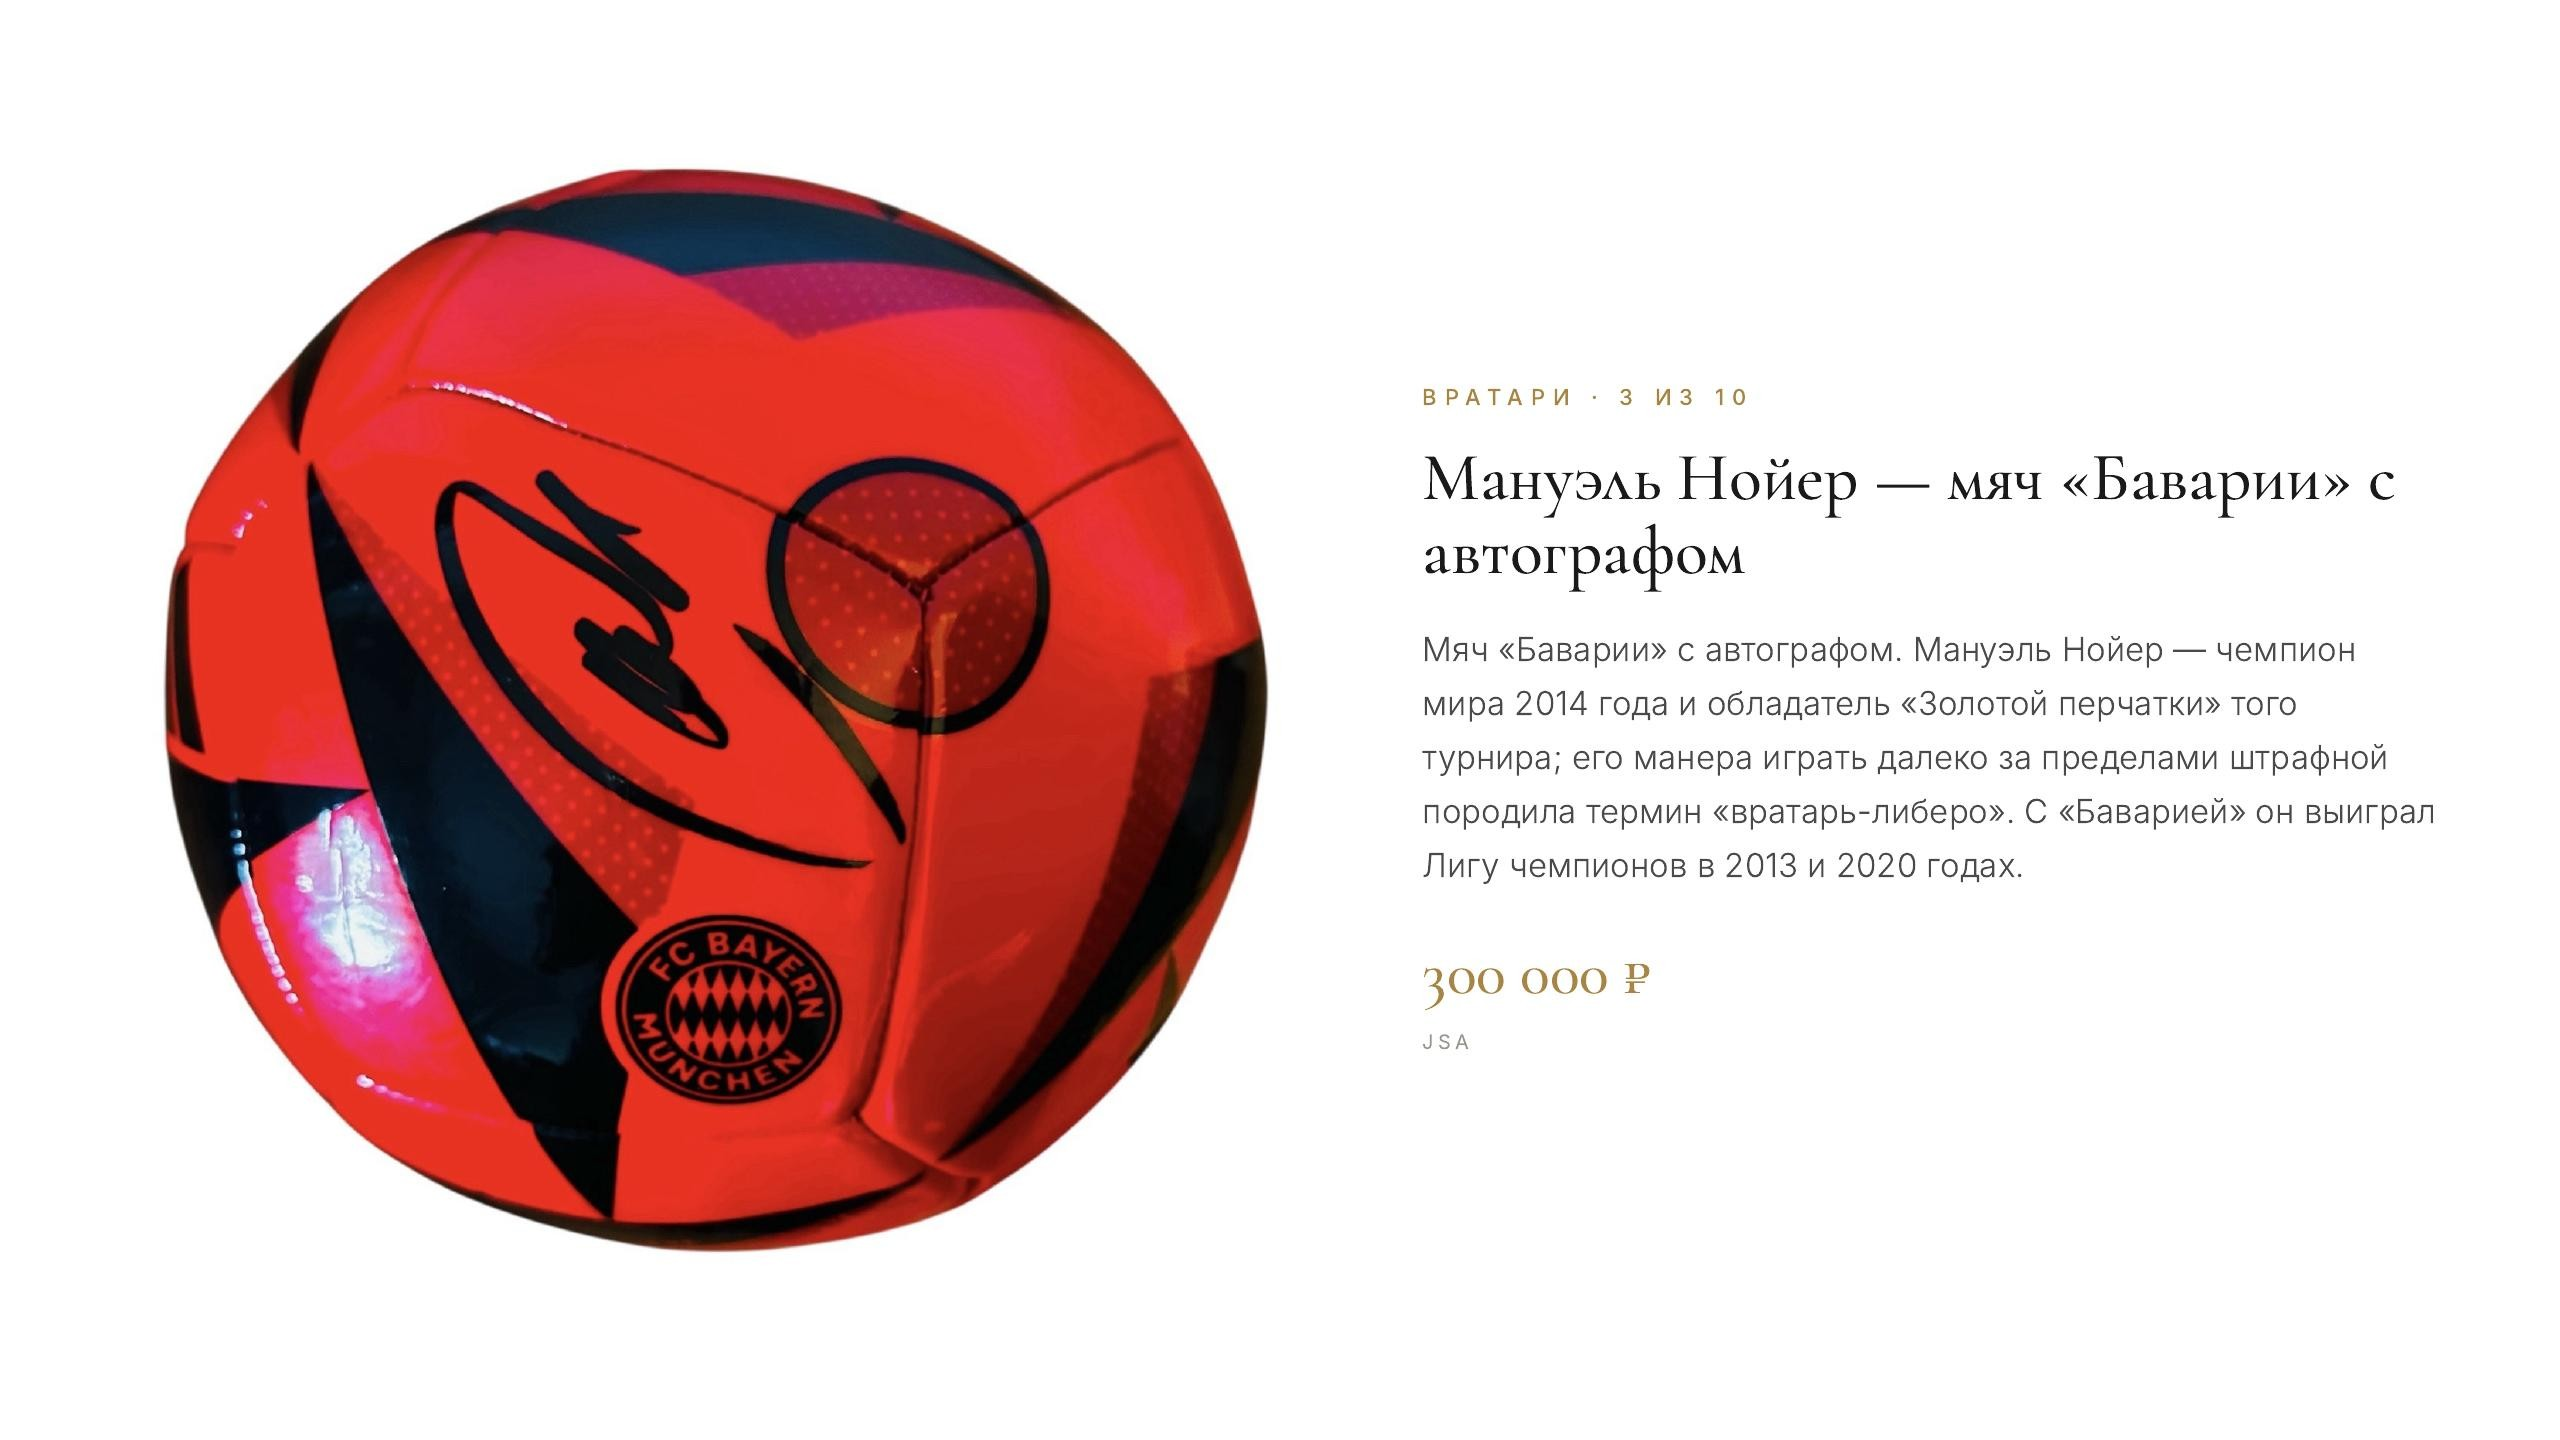 FC BAYERN
MÜNCHEN
ВРАТАРИ · 3 ИЗ 10
Мануэль Нойер — мяч «Баварии» с
автографом
Мяч «Баварии» с автографом. Мануэль Нойер — чемпион
мира 2014 года и обладатель «Золотой перчатки» того
турнира; его манера играть далеко за пределами штрафной
породила термин «вратарь-либеро». С «Баварией» он выиграл
Лигу чемпионов в 2013 и 2020 годах.
300 000 ₽
JSA